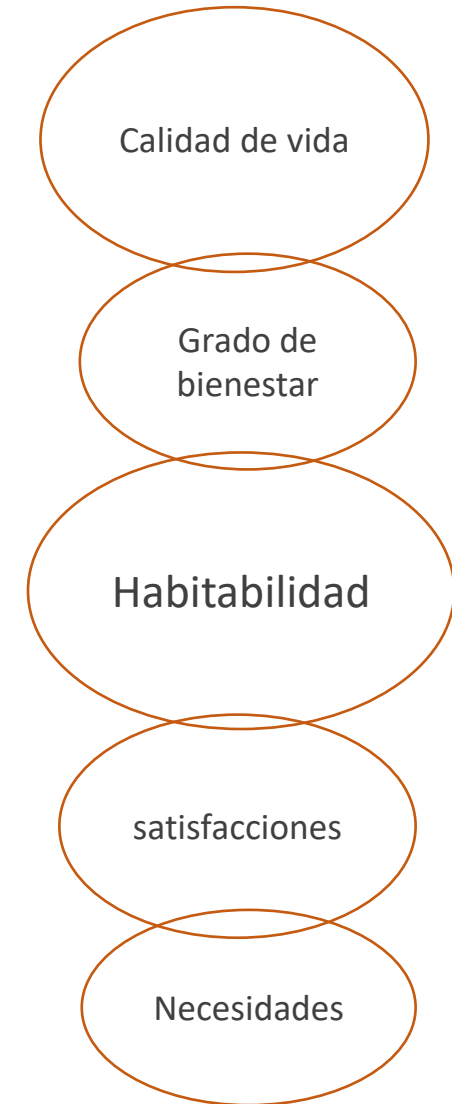 Calidad de vida
Grado de
bienestar
Habitabilidad
satisfacciones
Necesidades